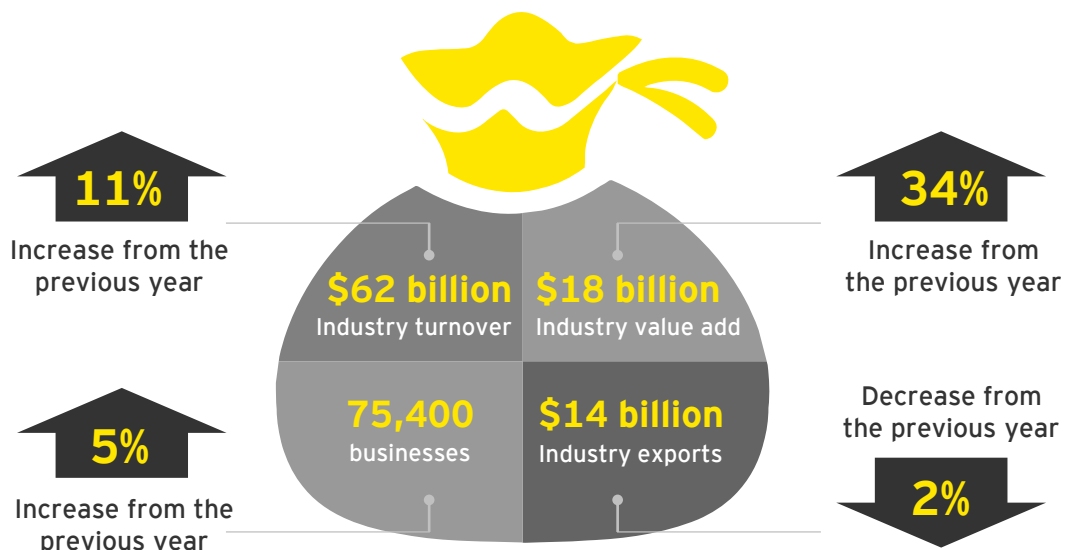 11%
Increase from the
previous year
34%
Increase from
the previous year
$62 billion
Industry turnover
$18 billion
Industry value add
75,400
businesses
$14 billion
Industry exports
5%
Increase from the
previous year
Decrease from
the previous year
2%